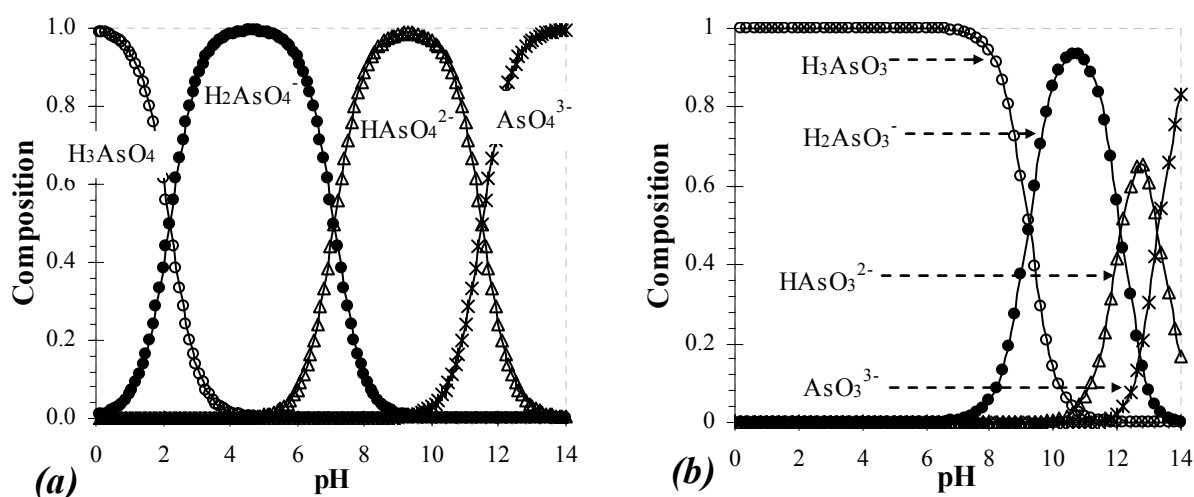 1.0
0.8
0.6
0.4
0.2
0.0
Composition
H₃AsO₄
H₂AsO₄⁻
HAsO₄²⁻
AsO₄³⁻
0 2 4 6 8 10 12 14
pH
(a)
1
0.8
0.6
0.4
0.2
0
Composition
H₃AsO₃
H₂AsO₃⁻
HAsO₃²⁻
AsO₃³⁻
0 2 4 6 8 10 12 14
pH
(b)